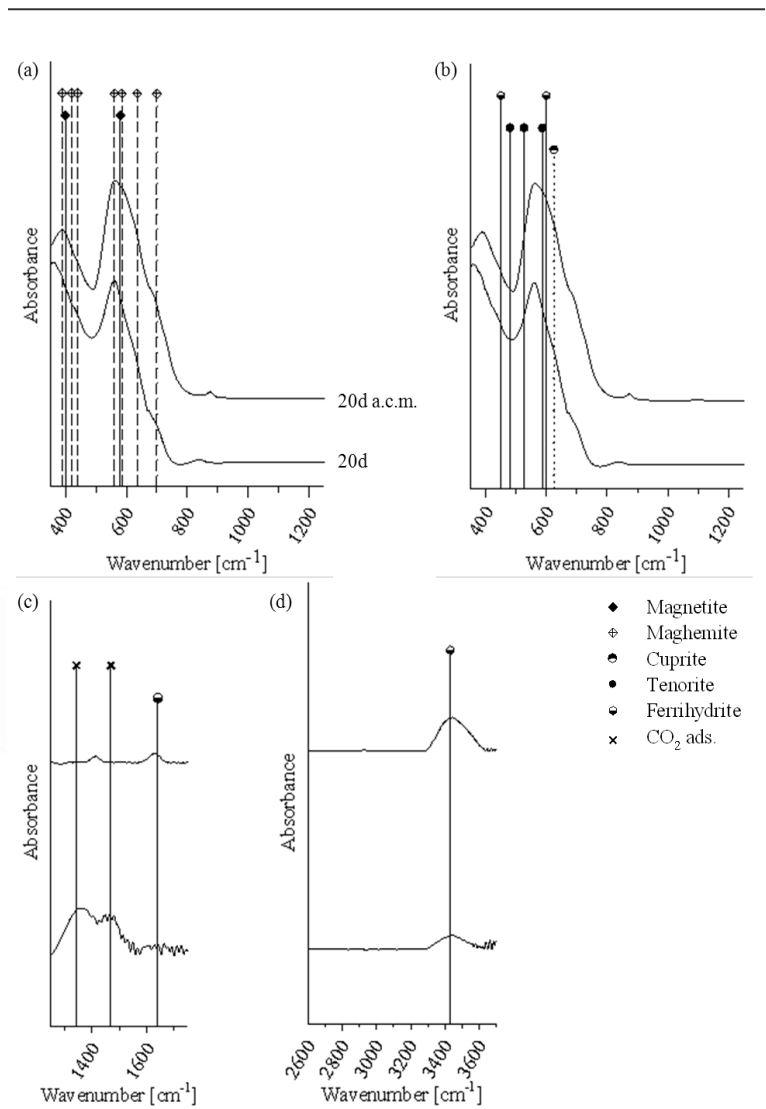 (a)
(b)
Absorbance
Absorbance
20d a.c.m.
20d
400 600 800 1000 1200
400 600 800 1000 1200
Wavenumber [cm-1]
Wavenumber [cm-1]
(c)
(d)
Magnetite
Maghemite
Cuprite
Tenorite
Ferrihydrite
CO2 ads.
Absorbance
Absorbance
1400 1600
2600 2800 3000 3200 3400 3600
Wavenumber [cm-1]
Wavenumber [cm-1]